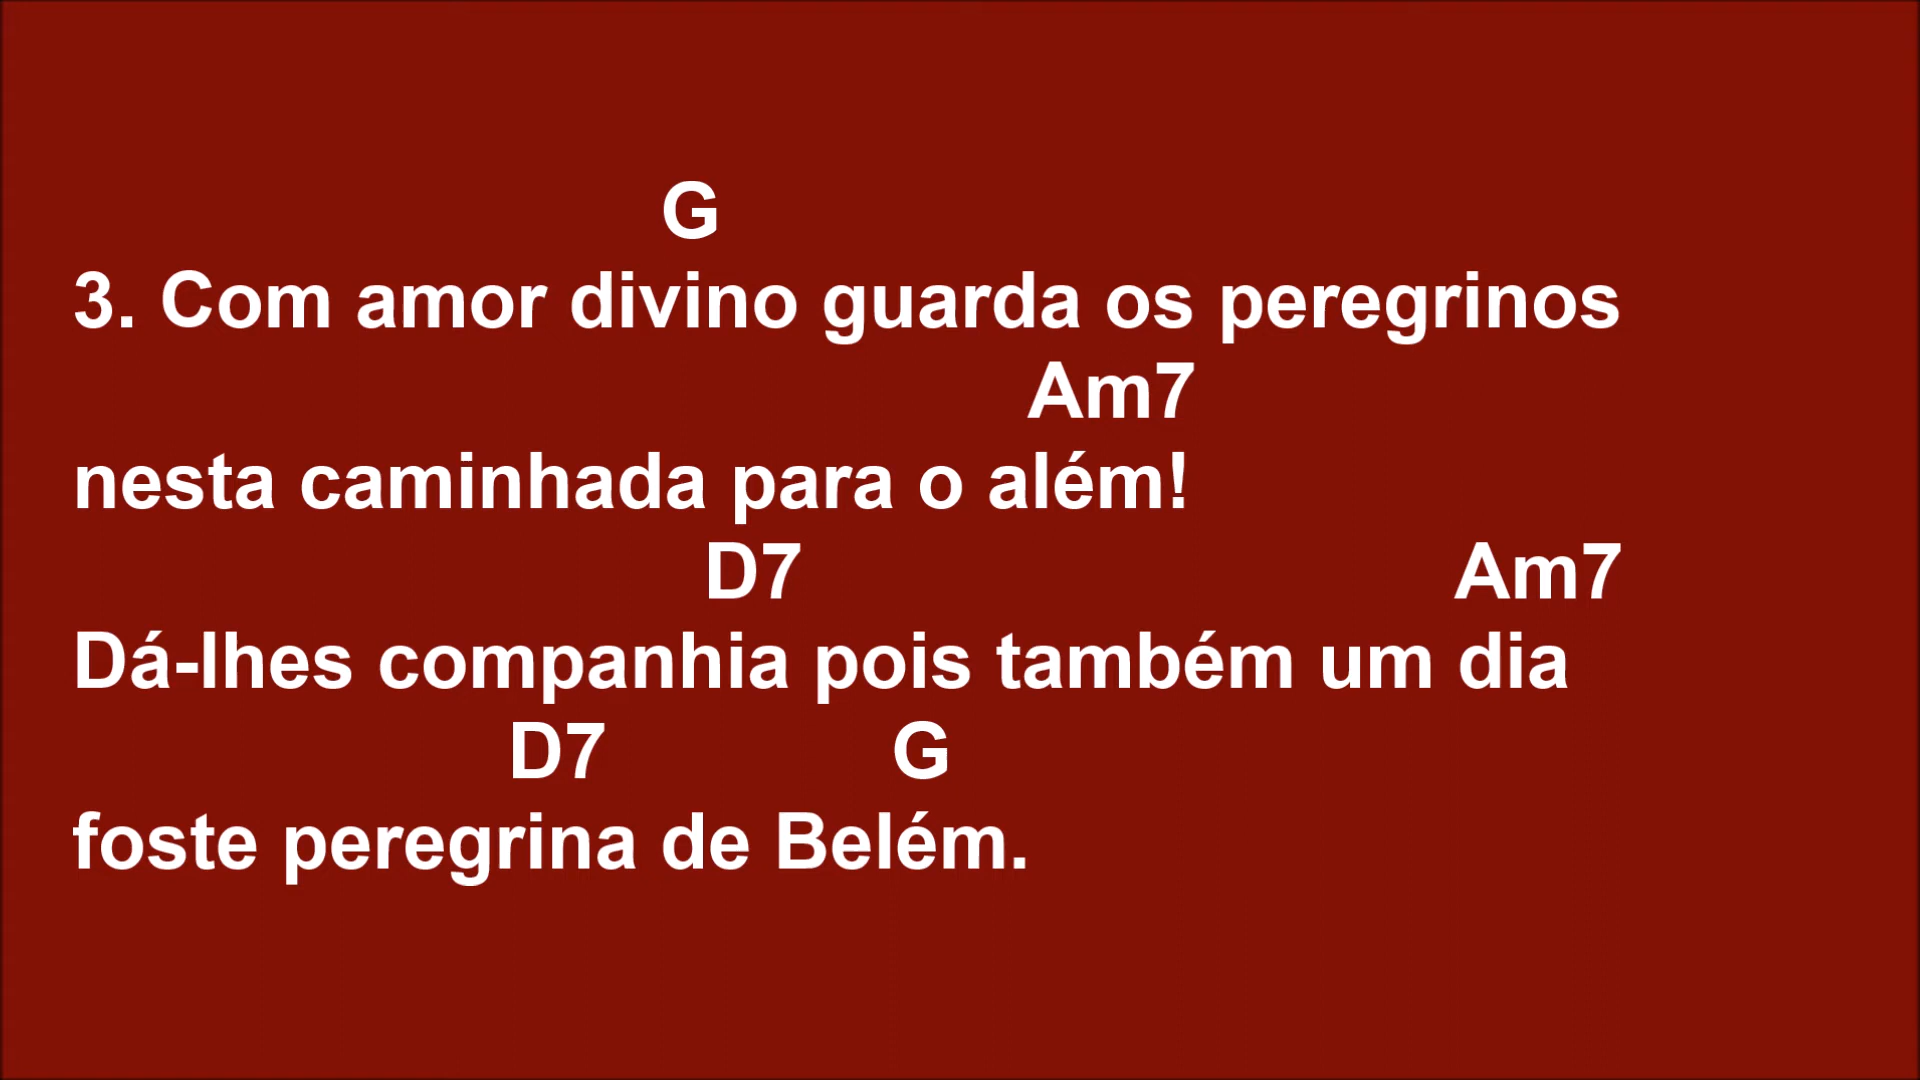 G
3. Com amor divino guarda os peregrinos
Am7
nesta caminhada para o além!
D7 Am7
Dá-lhes companhia pois também um dia
D7 G
foste peregrina de Belém.